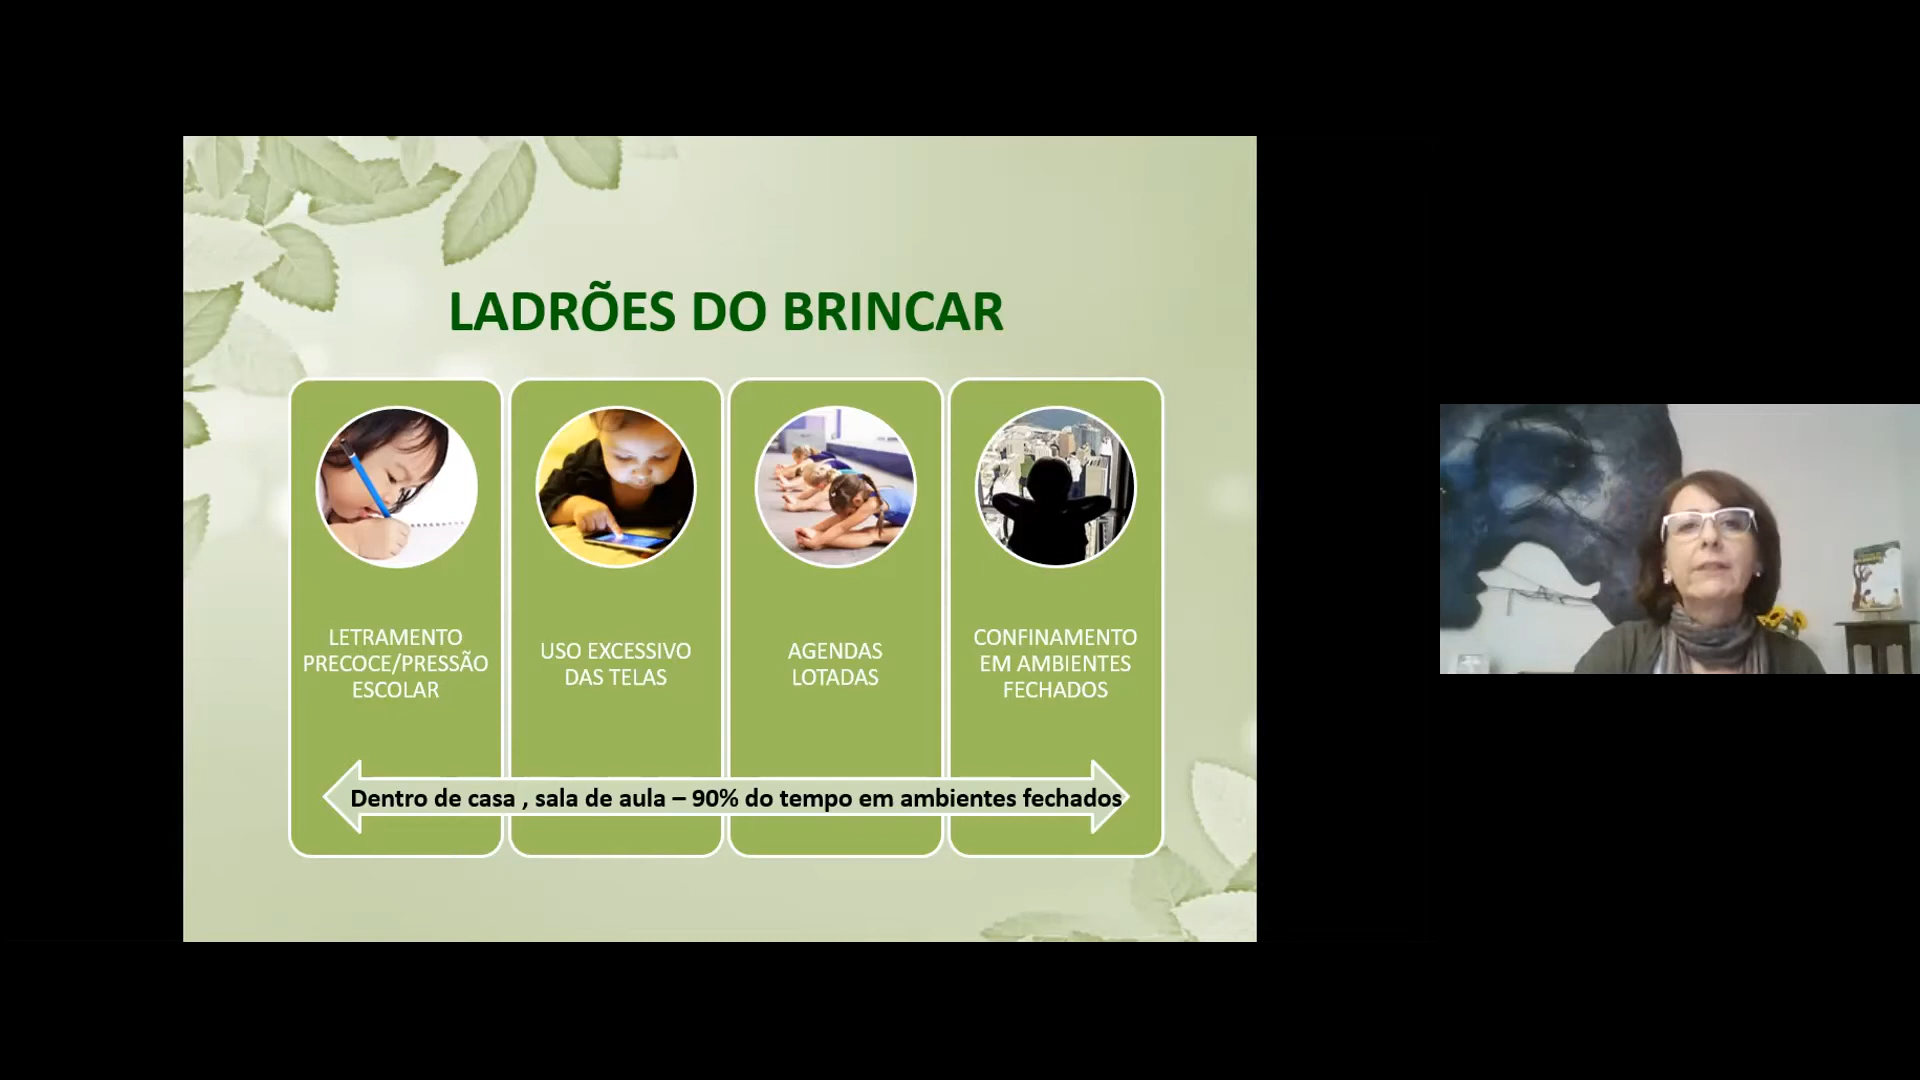 LADRÕES DO BRINCAR
LETRAMENTO
PRECOCE/PRESSÃO
ESCOLAR
USO EXCESSIVO
DAS TELAS
AGENDAS
LOTADAS
CONFINAMENTO
EM AMBIENTES
FECHADOS
Dentro de casa , sala de aula – 90% do tempo em ambientes fechados